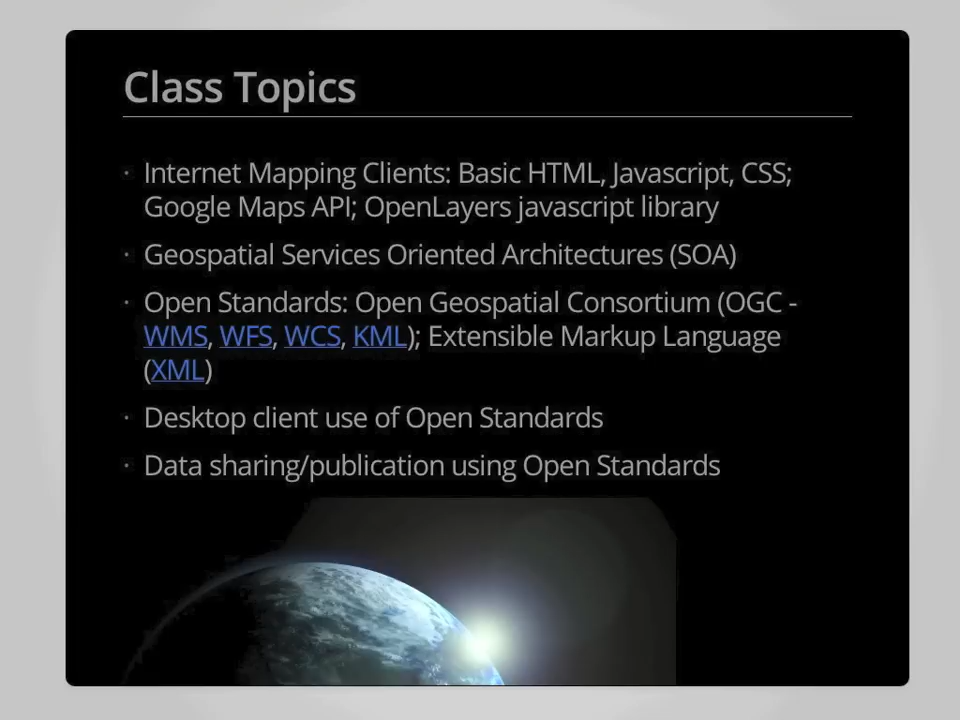 Class Topics
· Internet Mapping Clients: Basic HTML, Javascript, CSS;
Google Maps API; OpenLayers javascript library
· Geospatial Services Oriented Architectures (SOA)
· Open Standards: Open Geospatial Consortium (OGC -
WMS, WFS, WCS, KML); Extensible Markup Language
(XML)
· Desktop client use of Open Standards
· Data sharing/publication using Open Standards